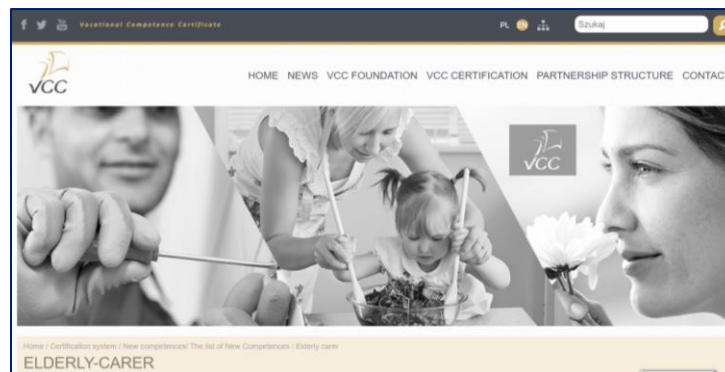 Vocational Competence Certificate
PL EN Szukaj
VCC
HOME NEWS VCC FOUNDATION VCC CERTIFICATION PARTNERSHIP STRUCTURE CONTAC
VCC
Home / Certification system / New competences/ The list of New Competences / Elderly carer
ELDERLY-CARER